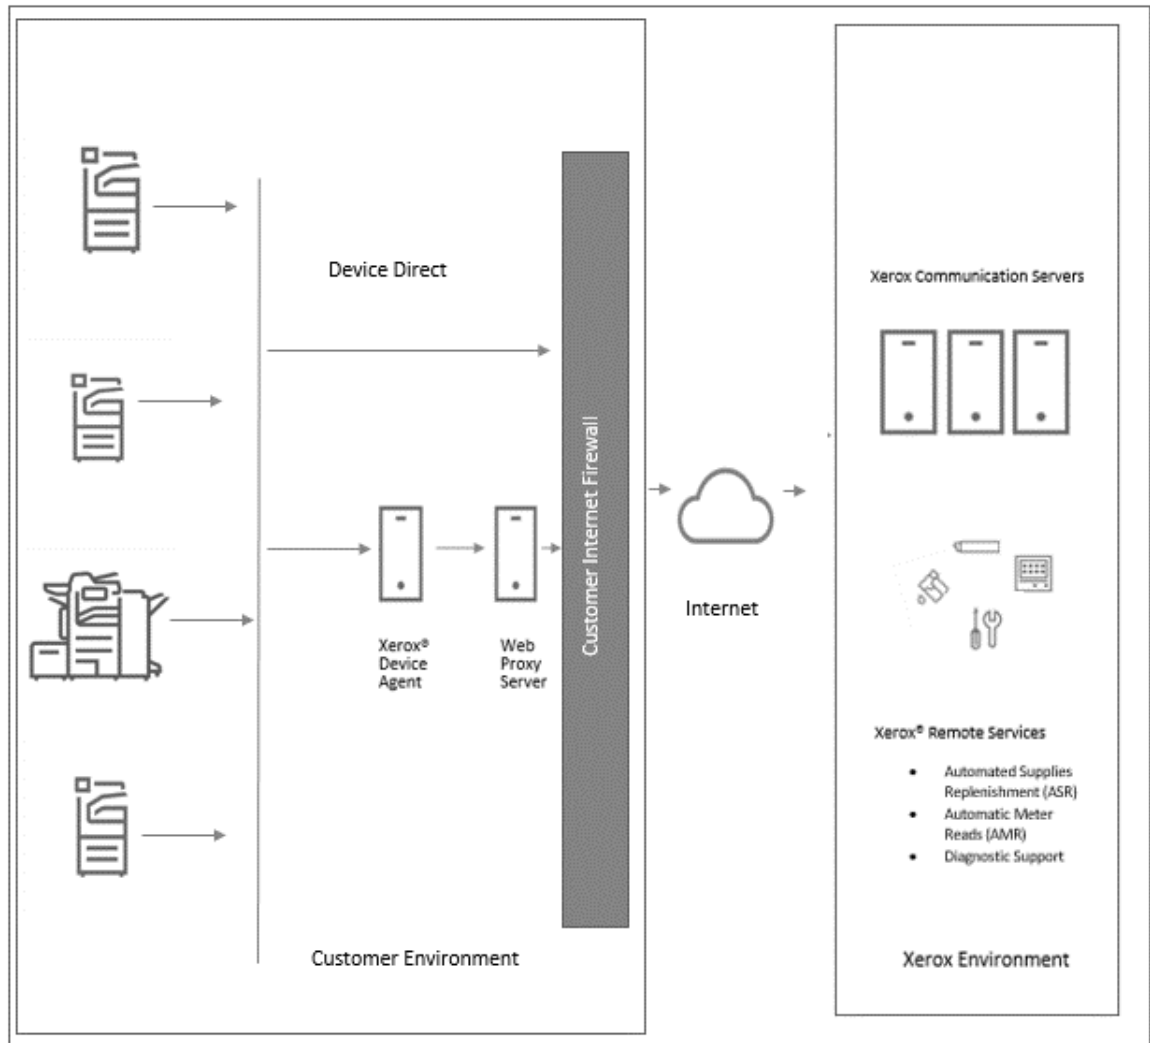 Device Direct
Customer Internet Firewall
Xerox®
Device
Agent
Web
Proxy
Server
Customer Environment
Internet
Xerox Communication Servers
Xerox® Remote Services
• Automated Supplies
Replenishment (ASR)
• Automatic Meter
Reads (AMR)
• Diagnostic Support
Xerox Environment